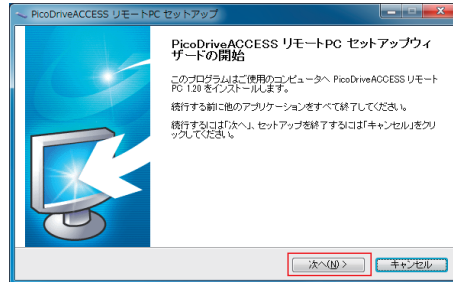 PicoDriveACCESS リモートPC セットアップ
PicoDriveACCESS リモートPC セットアップウィ
ザードの開始
このプログラムはご使用のコンピュータへ PicoDriveACCESS リモート
PC 1.20 をインストールします。
続行する前に他のアプリケーションをすべて終了してください。
続行するには「次へ」、セットアップを終了するには「キャンセル」をクリ
ックしてください。
次へ(N) >
キャンセル